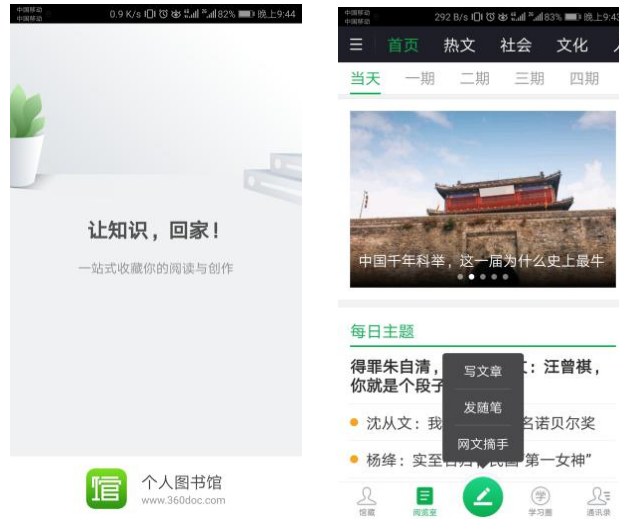 中国移动
中国移动
0.9 K/s 82% 晚上9:44
让知识，回家！
一站式收藏你的阅读与创作
个人图书馆
www.360doc.com
中国移动
中国移动
292 B/s 83% 晚上9:43
首页 热文 社会 文化
当天 一期 二期 三期 四期
中国千年科举，这一届为什么史上最牛
每日主题
得罪朱自清，
：汪曾祺，
你就是个段子
写文章
发随笔
网文摘手
沈从文：我
名诺贝尔奖
杨绛：实至
“第一女神”
馆藏 阅览室 学习圈 通讯录